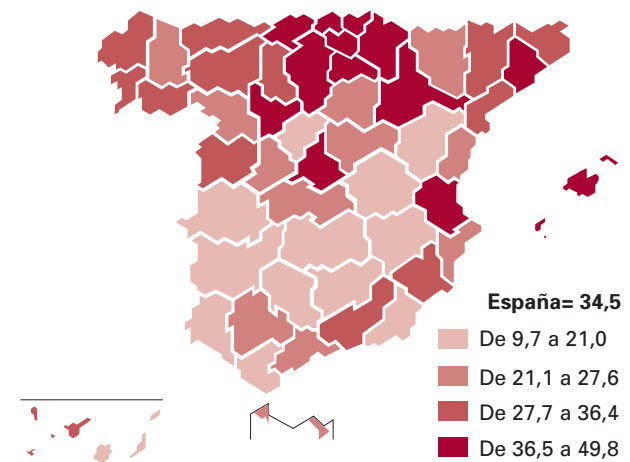 España= 34,5
De 9,7 a 21,0
De 21,1 a 27,6
De 27,7 a 36,4
De 36,5 a 49,8